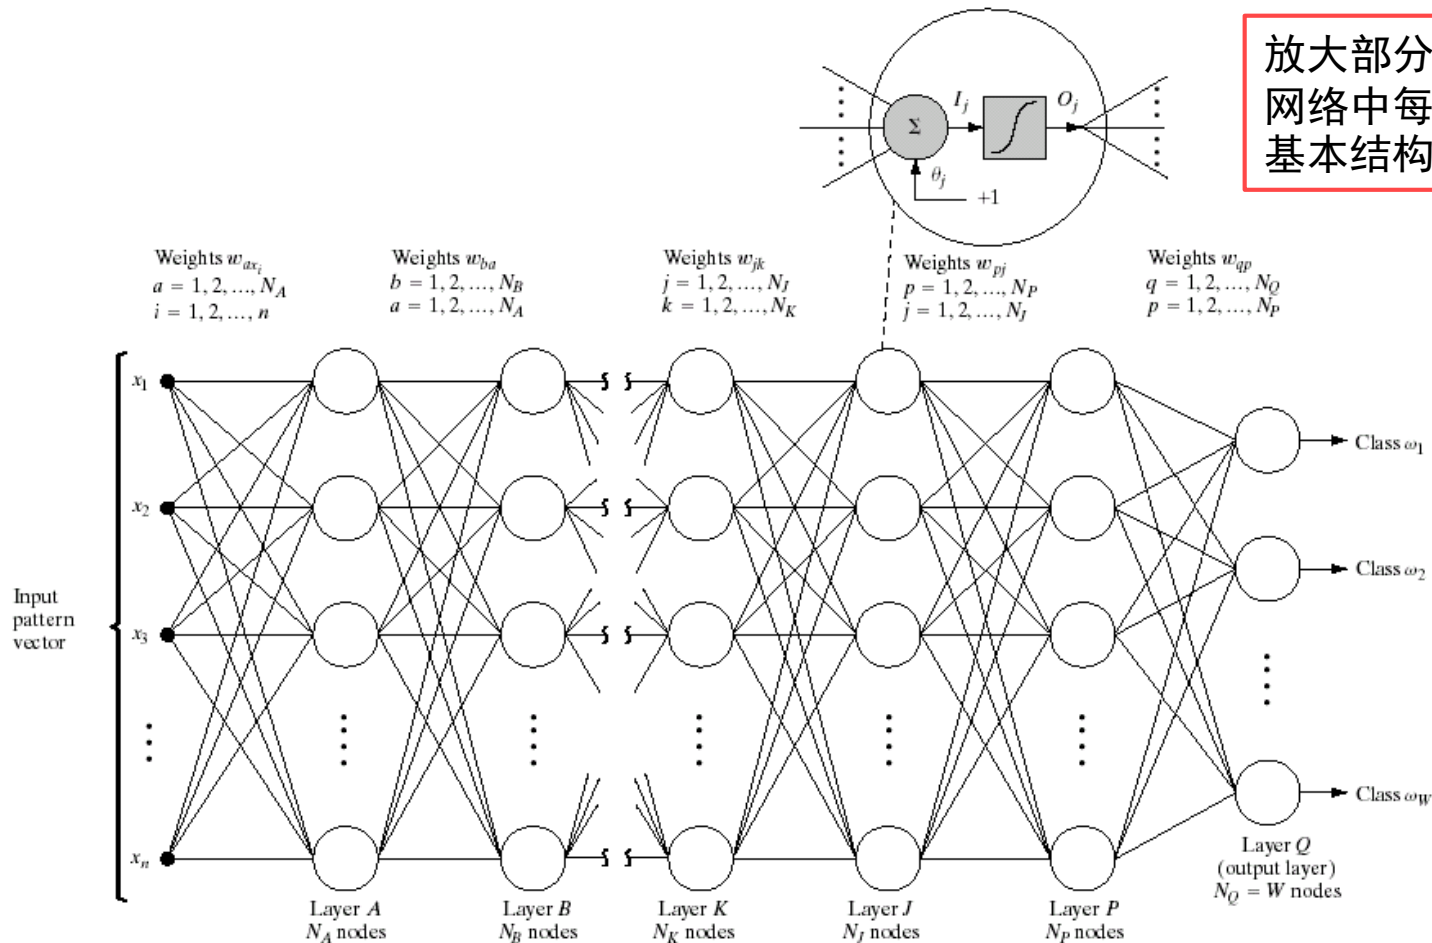 放大部分
网络中每
基本结构
Σ
I_j
O_j
θ_j
+1
Weights w_{ax_i}
a = 1, 2, ..., N_A
i = 1, 2, ..., n
Weights w_{ba}
b = 1, 2, ..., N_B
a = 1, 2, ..., N_A
Weights w_{jk}
j = 1, 2, ..., N_J
k = 1, 2, ..., N_K
Weights w_{pj}
p = 1, 2, ..., N_P
j = 1, 2, ..., N_J
Weights w_{qp}
q = 1, 2, ..., N_Q
p = 1, 2, ..., N_P
Input
pattern
vector
x_1
x_2
x_3
x_n
Class ω_1
Class ω_2
Class ω_W
Layer A
N_A nodes
Layer B
N_B nodes
Layer K
N_K nodes
Layer J
N_J nodes
Layer P
N_P nodes
Layer Q
(output layer)
N_Q = W nodes